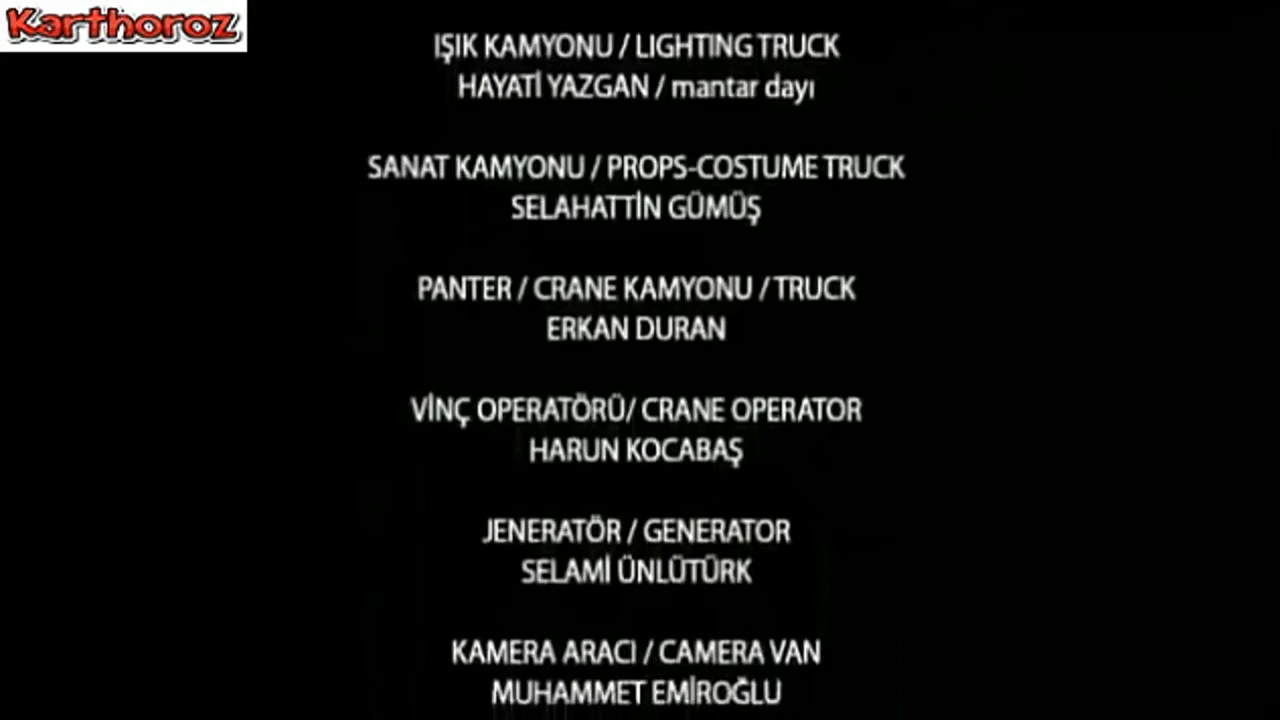 Karthoroz
IŞIK KAMYONU / LIGHTING TRUCK
HAYATİ YAZGAN / mantar dayı
SANAT KAMYONU / PROPS-COSTUME TRUCK
SELAHATTİN GÜMÜŞ
PANTER / CRANE KAMYONU / TRUCK
ERKAN DURAN
VİNÇ OPERATÖRÜ/ CRANE OPERATOR
HARUN KOCABAŞ
JENERATÖR / GENERATOR
SELAMİ ÜNLÜTÜRK
KAMERA ARACI / CAMERA VAN
MUHAMMET EMİROĞLU